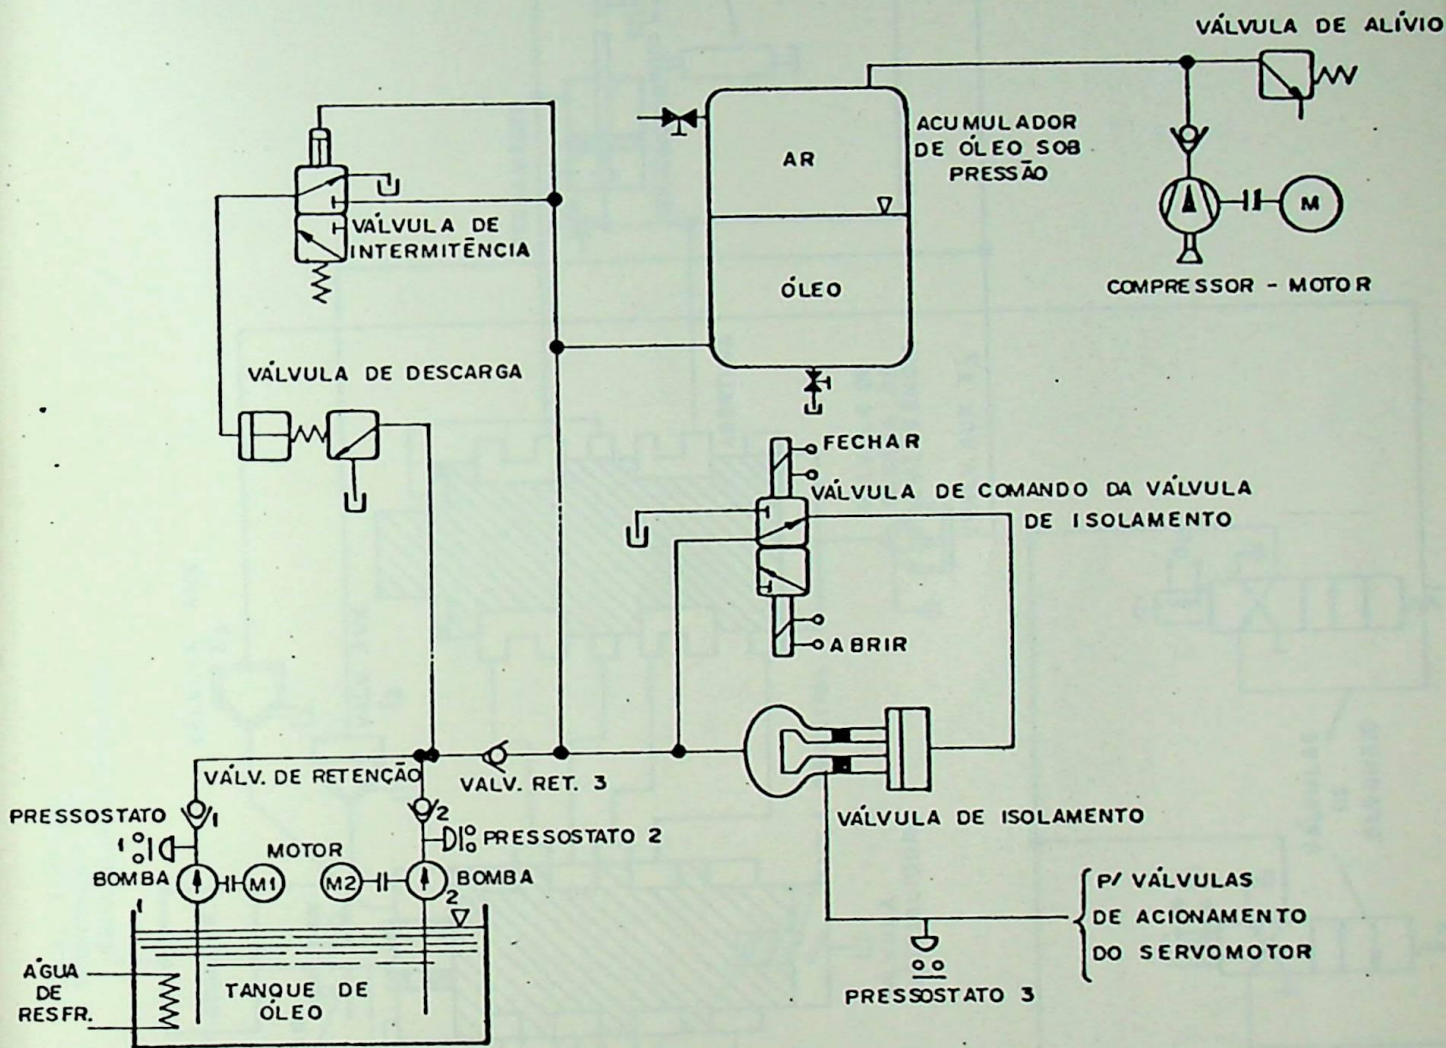 VÁLVULA DE ALÍVIO
ACUMULADOR
DE ÓLEO SOB
PRESSÃO
AR
M
VÁLVULA DE
INTERMITÊNCIA
ÓLEO
COMPRESSOR - MOTOR
VÁLVULA DE DESCARGA
FECHAR
VÁLVULA DE COMANDO DA VÁLVULA
DE ISOLAMENTO
ABRIR
VÁLV. DE RETENÇÃO
VALV. RET. 3
PRESSOSTATO
1
2
VÁLVULA DE ISOLAMENTO
1
PRESSOSTATO 2
MOTOR
BOMBA
M1
M2
BOMBA
1
2
P/ VÁLVULAS
DE ACIONAMENTO
DO SERVOMOTOR
ÁGUA
DE
RESFR.
TANQUE DE
ÓLEO
PRESSOSTATO 3